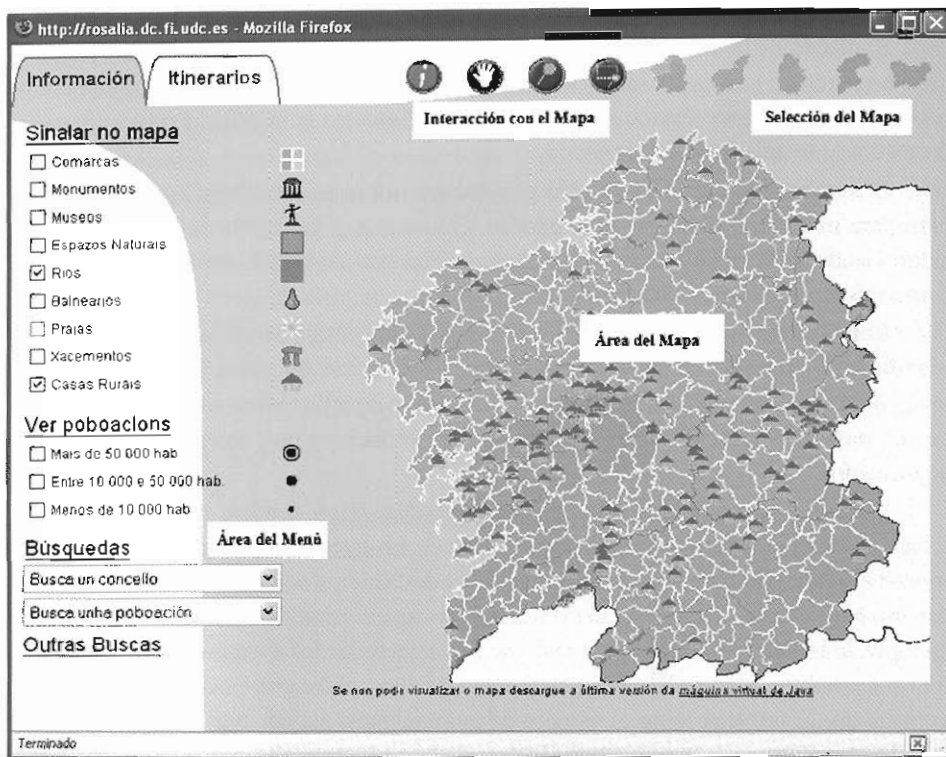 http://rosalia.dc.fi.udc.es - Mozilla Firefox
Información
Itinerarios
Interacción con el Mapa
Selección del Mapa
Sinalar no mapa
Comarcas
Monumentos
Museos
Espazos Naturais
Ríos
Balnearios
Praias
Xacementos
Casas Rurais
Área del Mapa
Ver poboacions
Mais de 50 000 hab
Entre 10 000 e 50 000 hab.
Menos de 10 000 hab
Área del Menú
Búsquedas
Busca un concello
Busca unha poboación
Outras Buscas
Se non pode visualizar o mapa descargue a última versión da máquina virtual de Java
Terminado